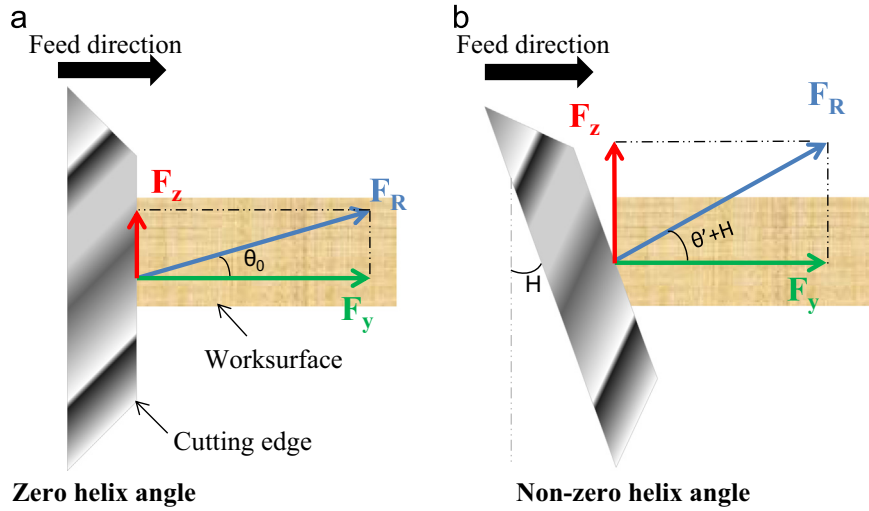 a
Feed direction
F_z
F_R
θ_0
F_y
Worksurface
Cutting edge
Zero helix angle
b
Feed direction
F_z
F_R
θ'+H
H
F_y
Non-zero helix angle